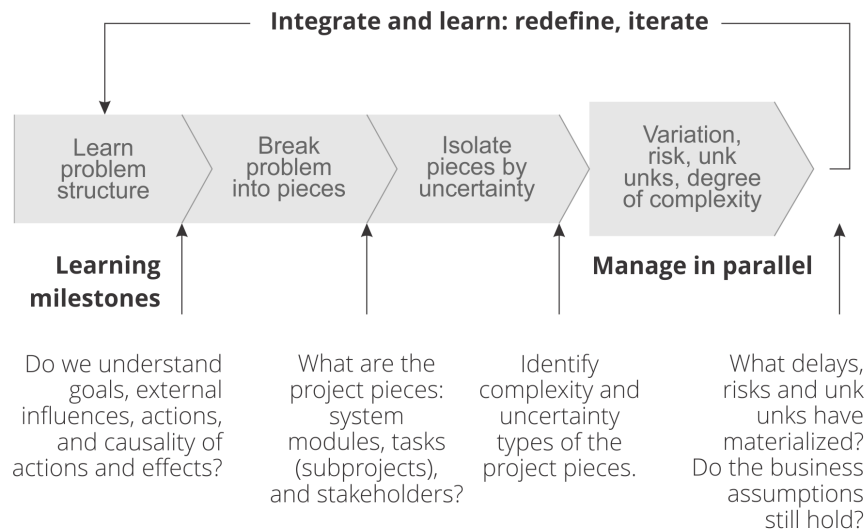 Integrate and learn: redefine, iterate
Learn
problem
structure
Break
problem
into pieces
Isolate
pieces by
uncertainty
Variation,
risk, unk
unks, degree
of complexity
Learning
milestones
Manage in parallel
Do we understand
goals, external
influences, actions,
and causality of
actions and effects?
What are the
project pieces:
system
modules, tasks
(subprojects),
and stakeholders?
Identify
complexity and
uncertainty
types of the
project pieces.
What delays,
risks and unk
unks have
materialized?
Do the business
assumptions
still hold?